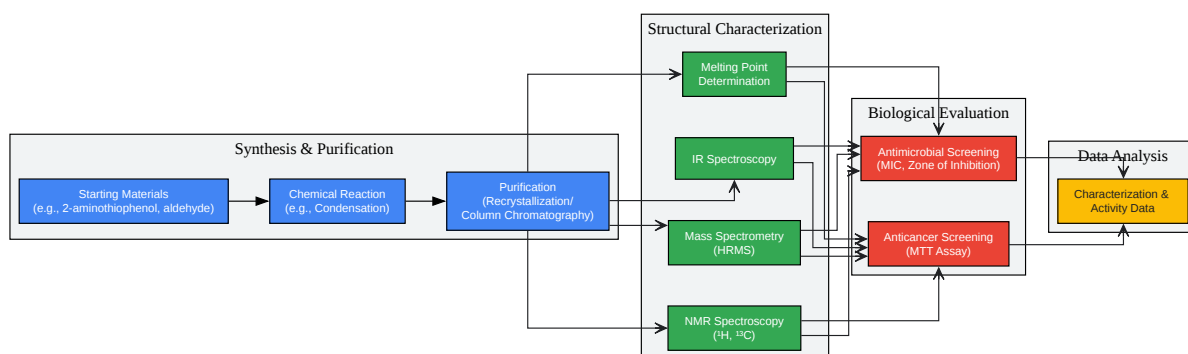 Structural Characterization
Melting Point
Determination
Biological Evaluation
Synthesis & Purification
IR Spectroscopy
Antimicrobial Screening
(MIC, Zone of Inhibition)
Data Analysis
Starting Materials
(e.g., 2-aminothiophenol, aldehyde)
Chemical Reaction
(e.g., Condensation)
Purification
(Recrystallization/
Column Chromatography)
Characterization &
Activity Data
Mass Spectrometry
(HRMS)
Anticancer Screening
(MTT Assay)
NMR Spectroscopy
(¹H, ¹³C)